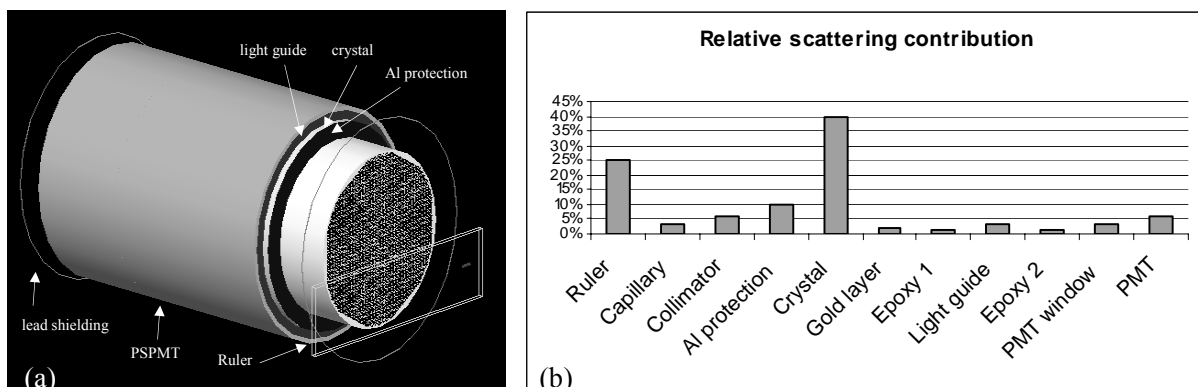 light guide
crystal
Al protection
lead shielding
PSPMT
Ruler
(a)
Relative scattering contribution
45%
40%
35%
30%
25%
20%
15%
10%
5%
0%
Ruler
Capillary
Collimator
Al protection
Crystal
Gold layer
Epoxy 1
Light guide
Epoxy 2
PMT window
PMT
(b)